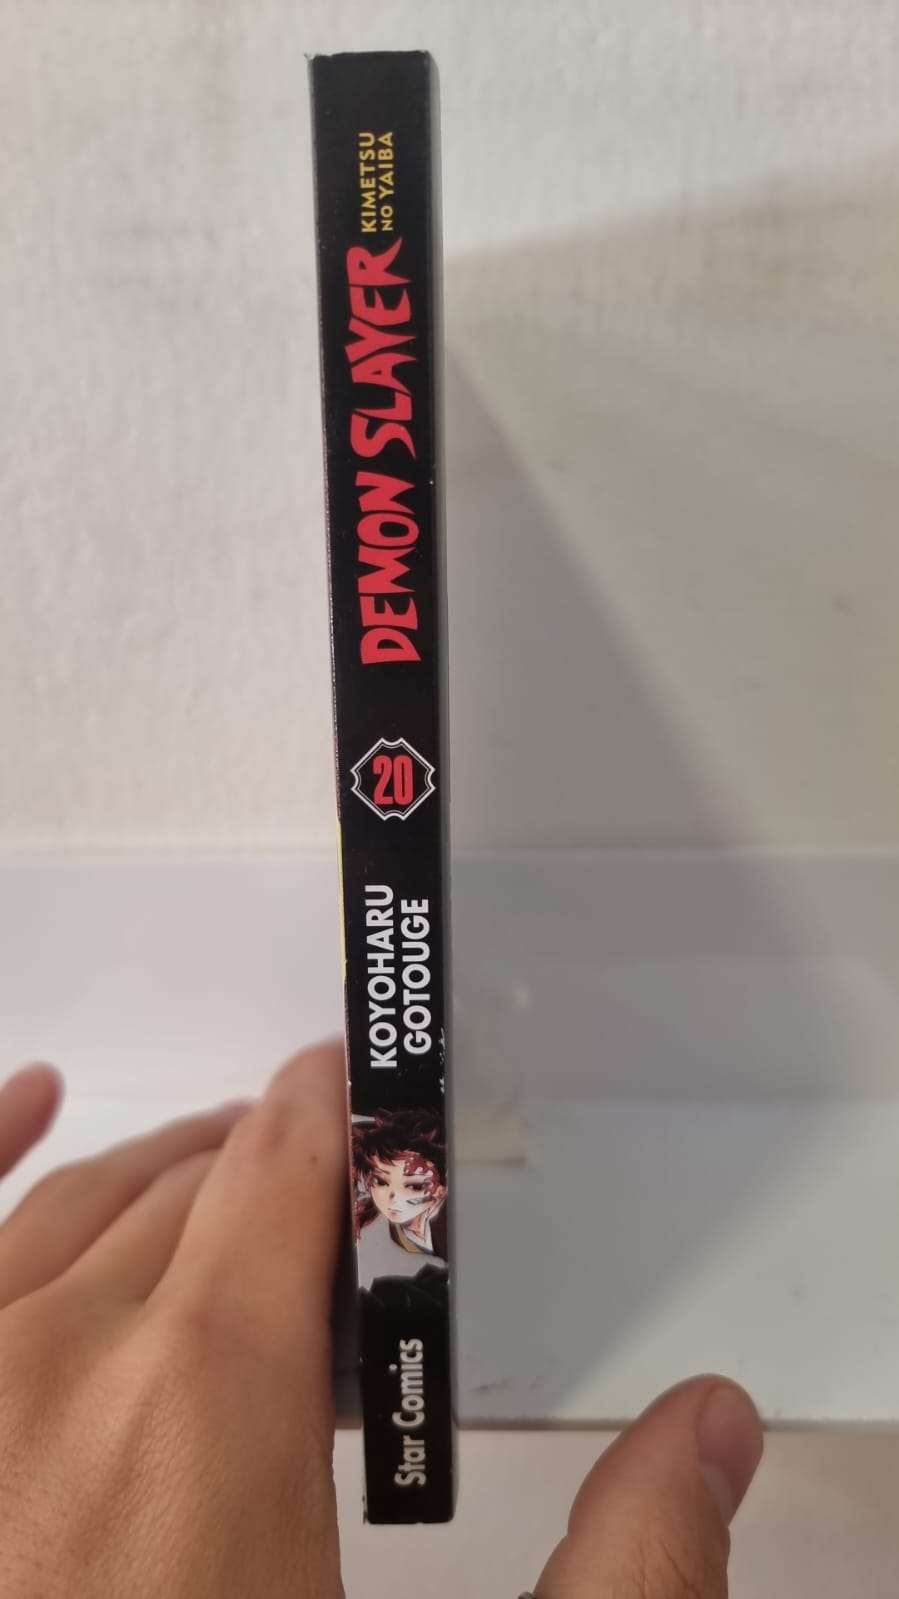 DEMON SLAYER
KIMETSU
NO YAIBA
20
KOYOHARU
GOTOUGE
Star Comics